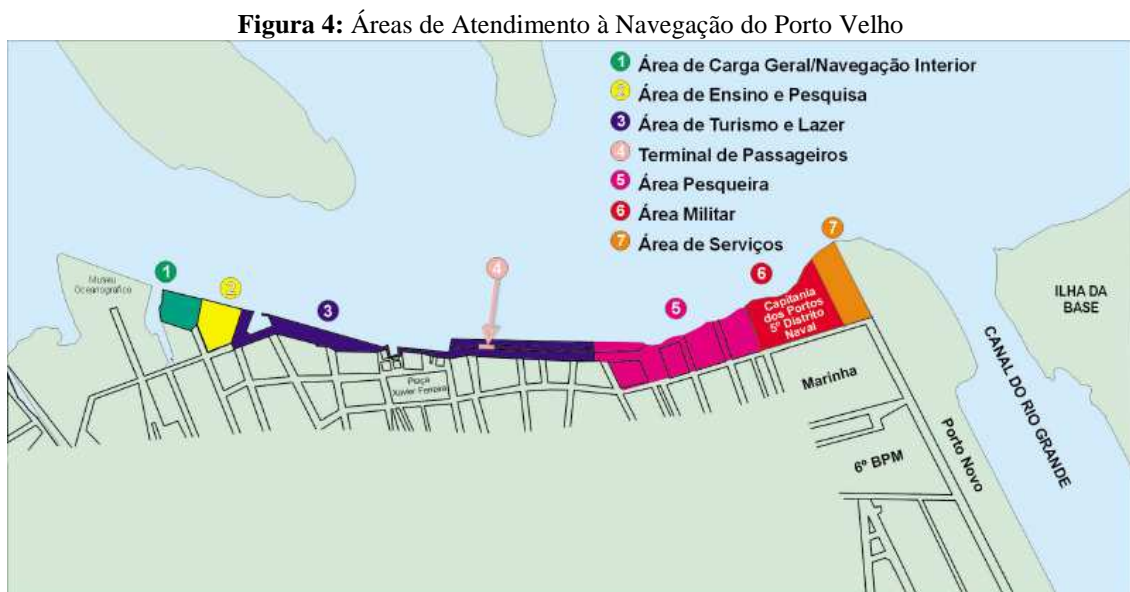 Figura 4: Áreas de Atendimento à Navegação do Porto Velho
1 Área de Carga Geral/Navegação Interior
2 Área de Ensino e Pesquisa
3 Área de Turismo e Lazer
4 Terminal de Passageiros
5 Área Pesqueira
6 Área Militar
7 Área de Serviços
1
2
3
4
5
6
7
Museu
Oceanográfico
Praça
Xavier Ferreira
Capitania
dos Portos
5º Distrito
Naval
Marinha
6º BPM
Porto Novo
CANAL DO RIO GRANDE
ILHA DA
BASE